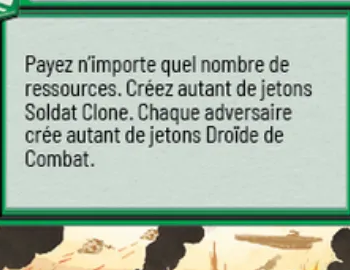 Payez n'importe quel nombre de
ressources. Créez autant de jetons
Soldat Clone. Chaque adversaire
crée autant de jetons Droïde de
Combat.